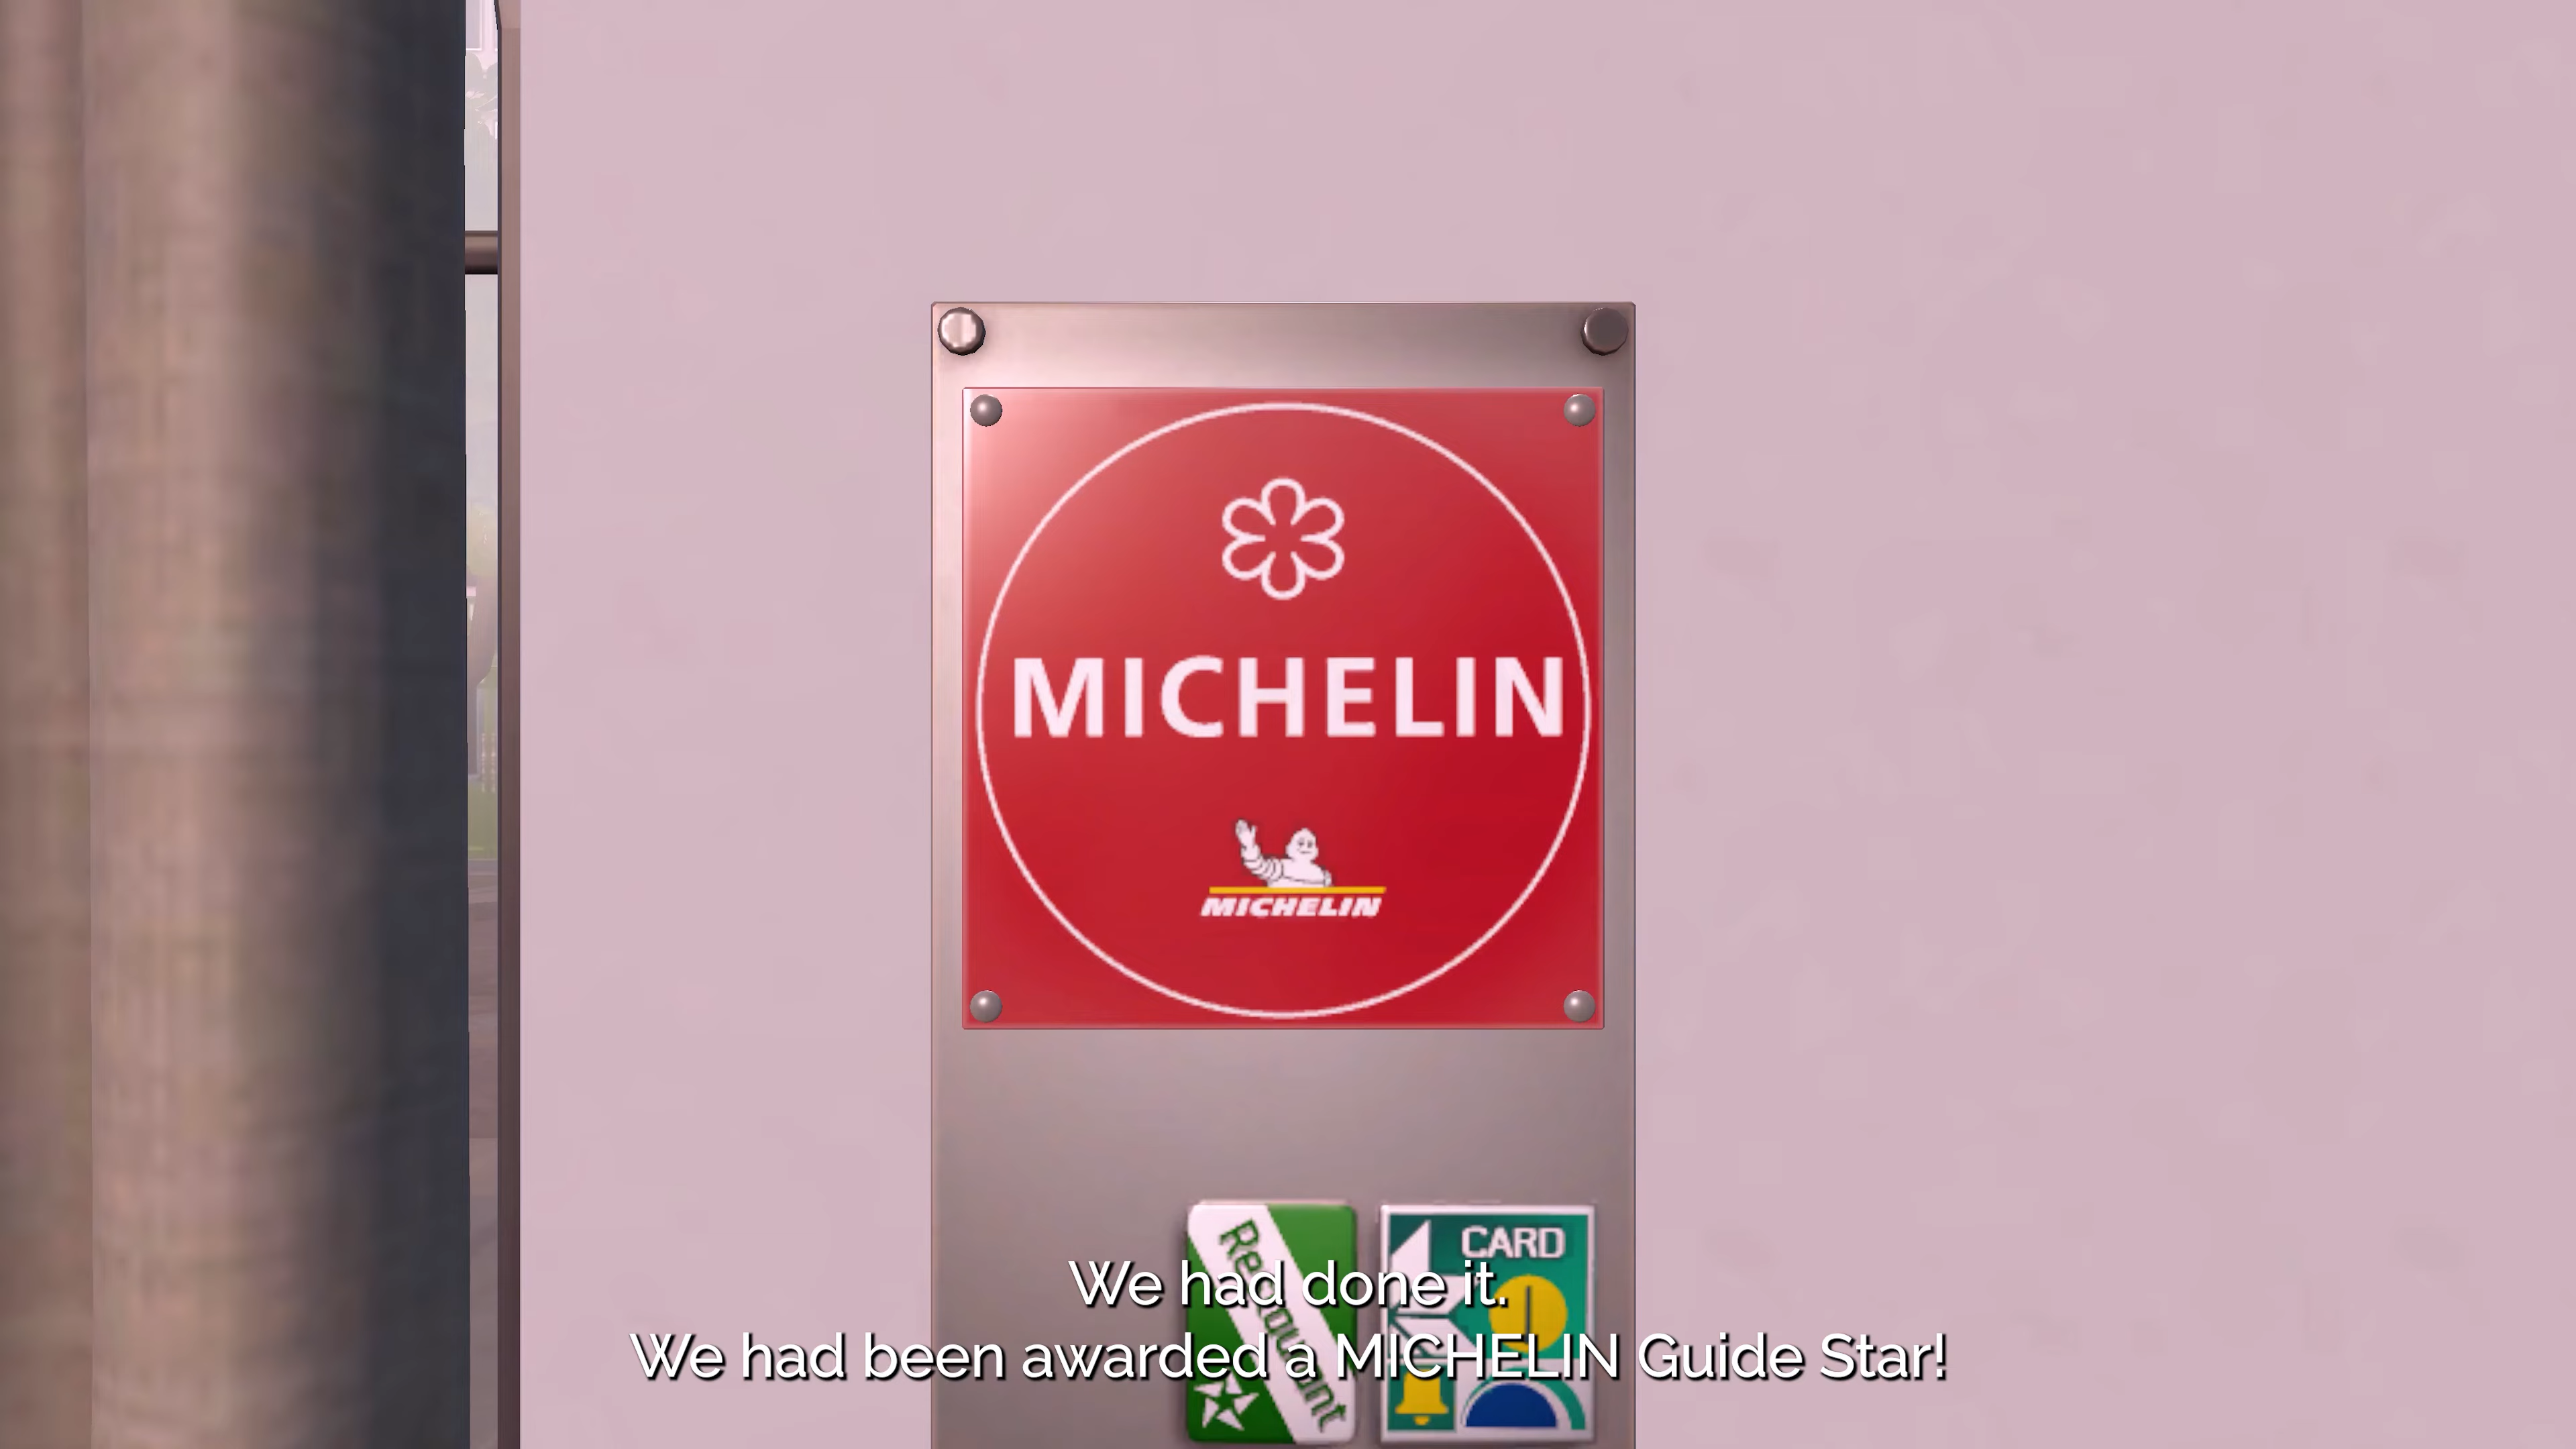 MICHELIN
MICHELIN
CARD
We had done it.
We had been awarded a MICHELIN Guide Star!